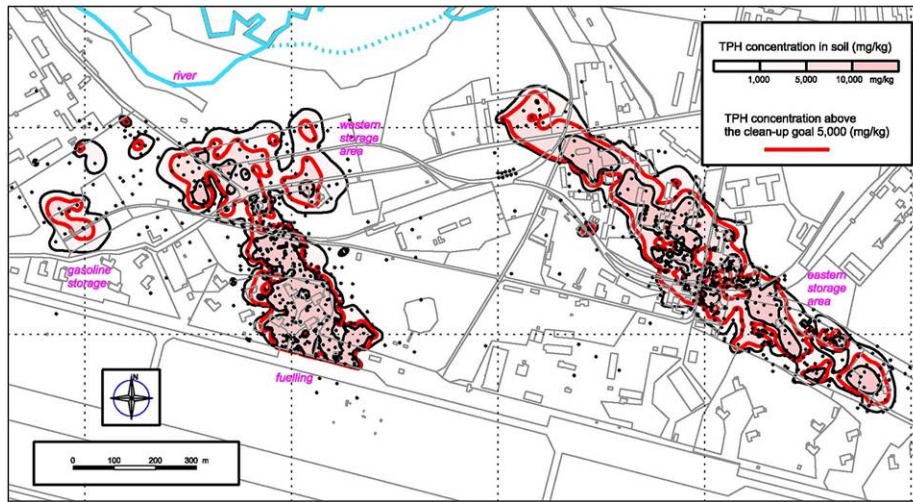 TPH concentration in soil (mg/kg)
1,000 5,000 10,000 mg/kg
TPH concentration above
the clean-up goal 5,000 (mg/kg)
river
western
storage
area
gasoline
storage
eastern
storage
area
fuelling
N
0 100 200 300 m